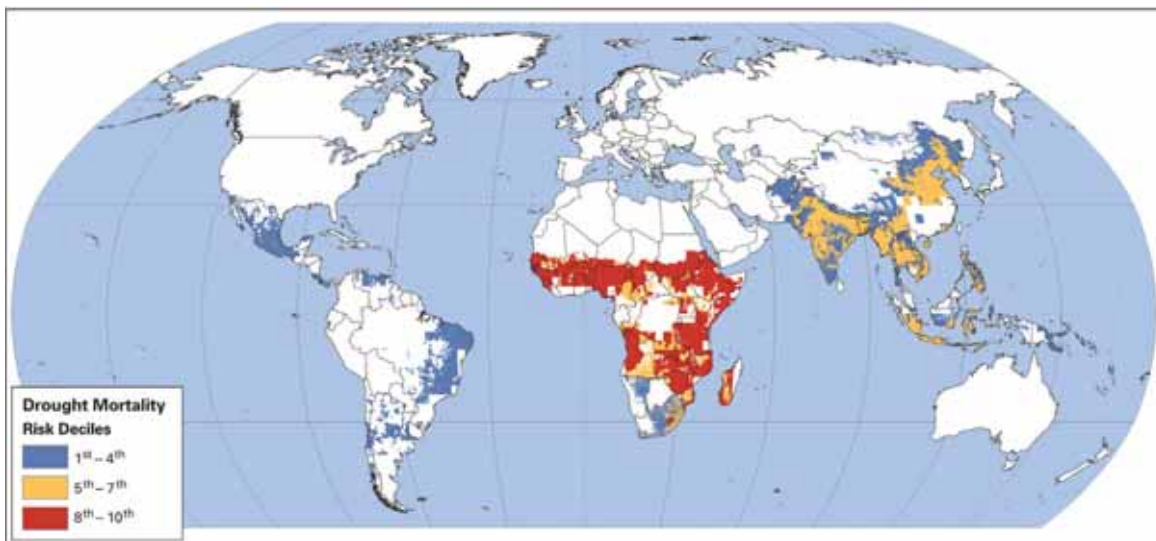 Drought Mortality
Risk Deciles
1st – 4th
5th – 7th
8th – 10th